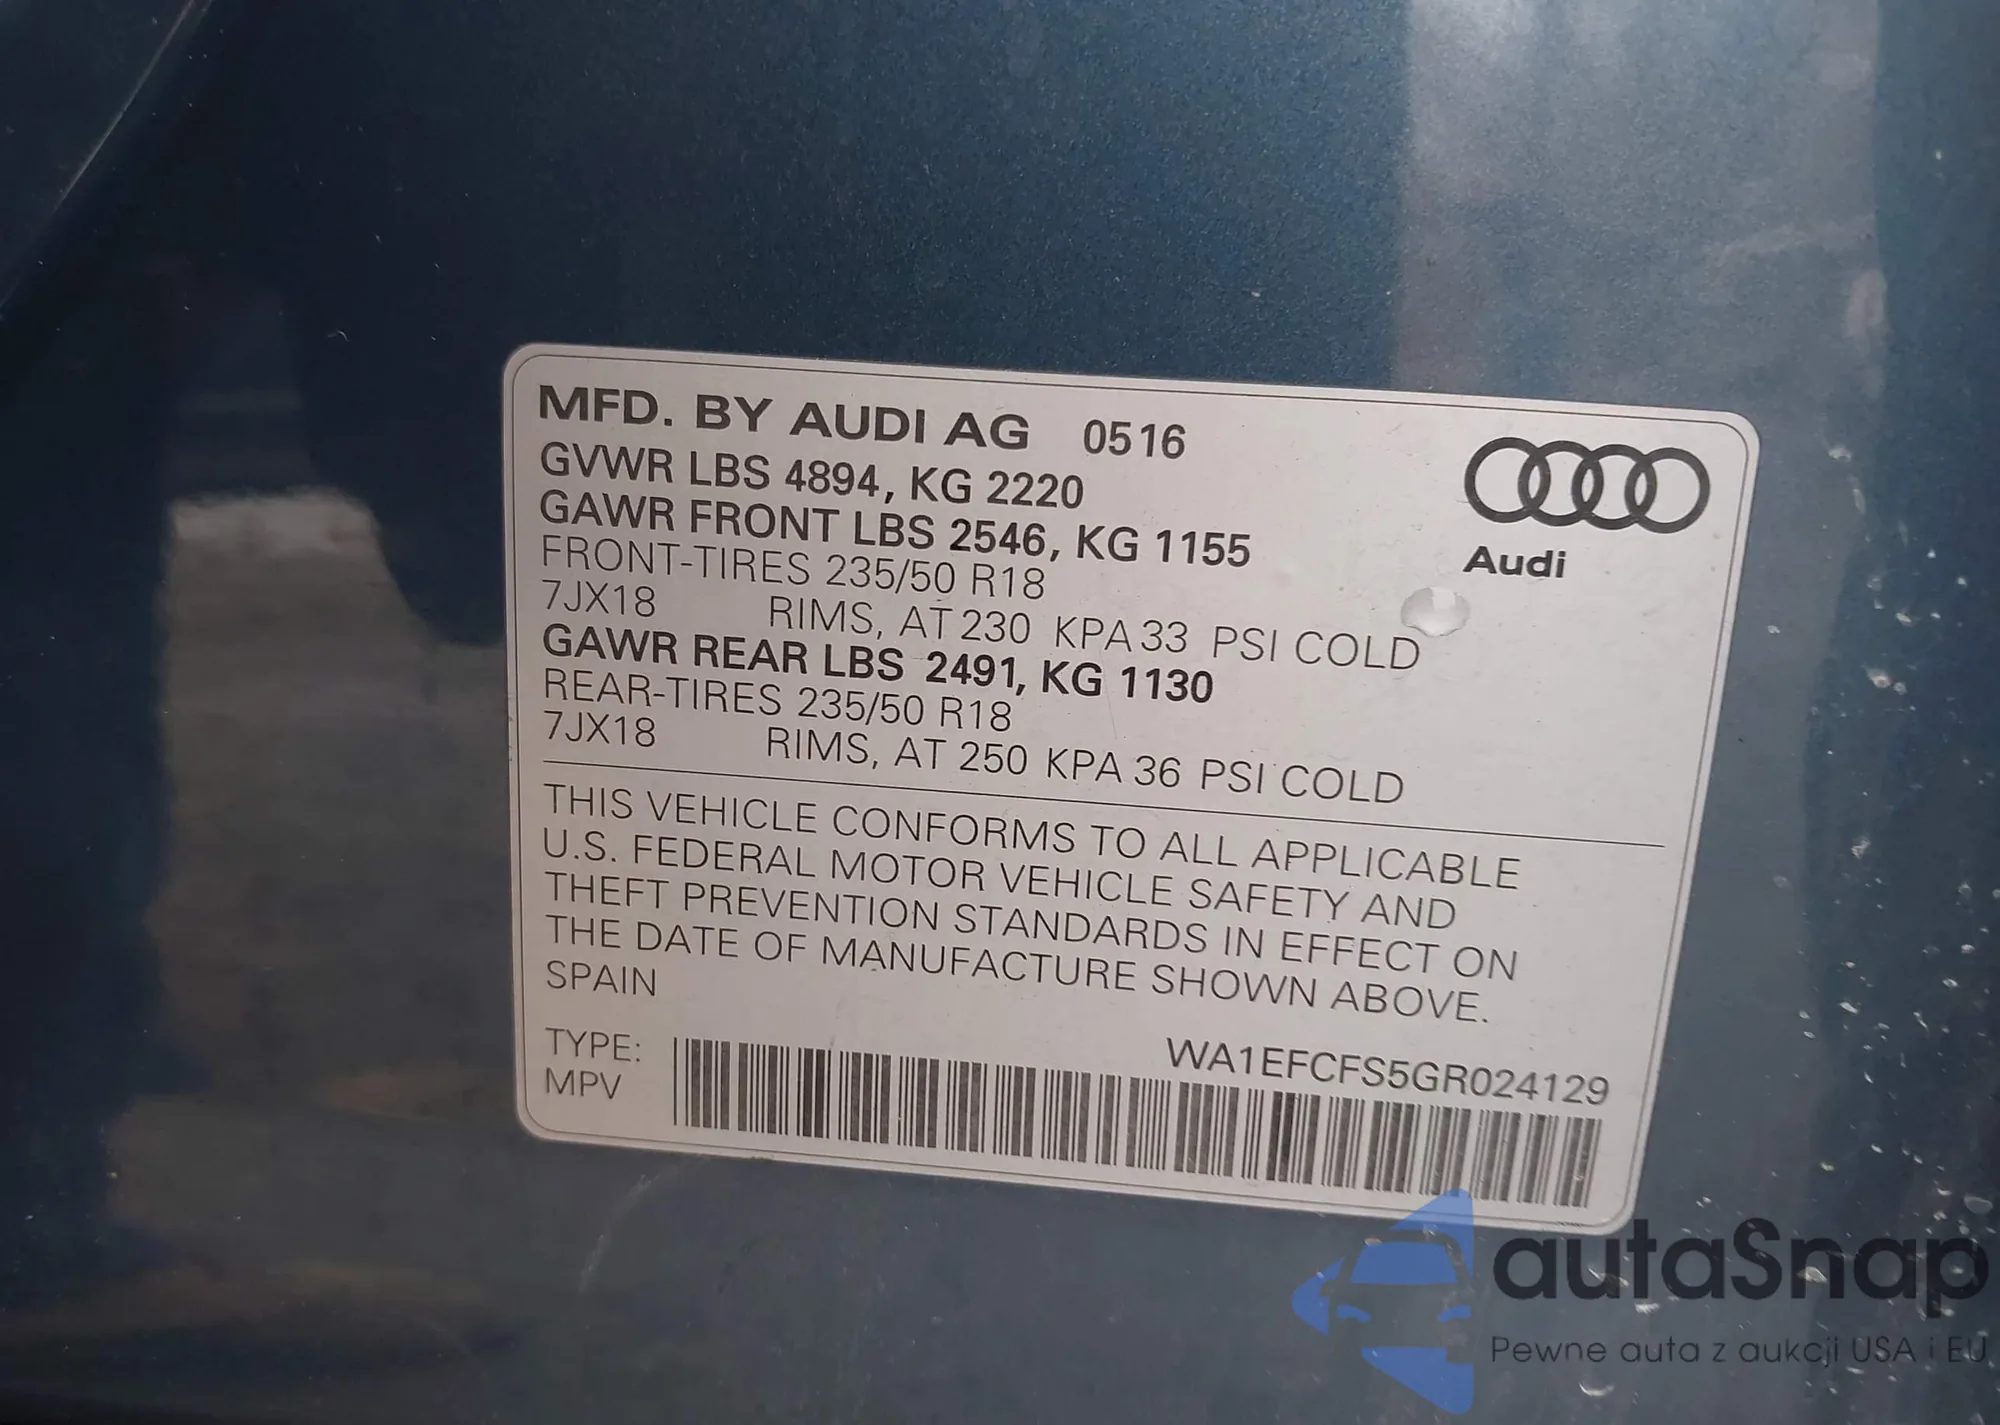 MFD. BY AUDI AG 0516
GVWR LBS 4894, KG 2220
GAWR FRONT LBS 2546, KG 1155
FRONT-TIRES 235/50 R18
7JX18 RIMS, AT 230 KPA 33 PSI COLD
GAWR REAR LBS 2491, KG 1130
REAR-TIRES 235/50 R18
7JX18 RIMS, AT 250 KPA 36 PSI COLD
Audi
THIS VEHICLE CONFORMS TO ALL APPLICABLE
U.S. FEDERAL MOTOR VEHICLE SAFETY AND
THEFT PREVENTION STANDARDS IN EFFECT ON
THE DATE OF MANUFACTURE SHOWN ABOVE.
SPAIN
TYPE:
MPV
WA1EFCFS5GR024129
autaSnap
Pewne auta z aukcji USA i EU